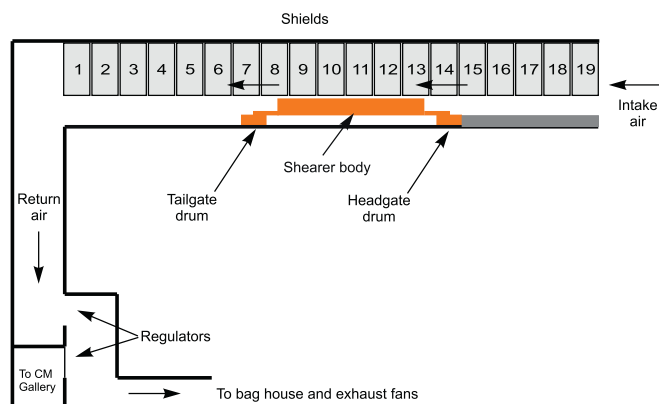 Shields
1 2 3 4 5 6 7 8 9 10 11 12 13 14 15 16 17 18 19
Intake
air
Shearer body
Tailgate
drum
Headgate
drum
Return
air
Regulators
To CM
Gallery
To bag house and exhaust fans